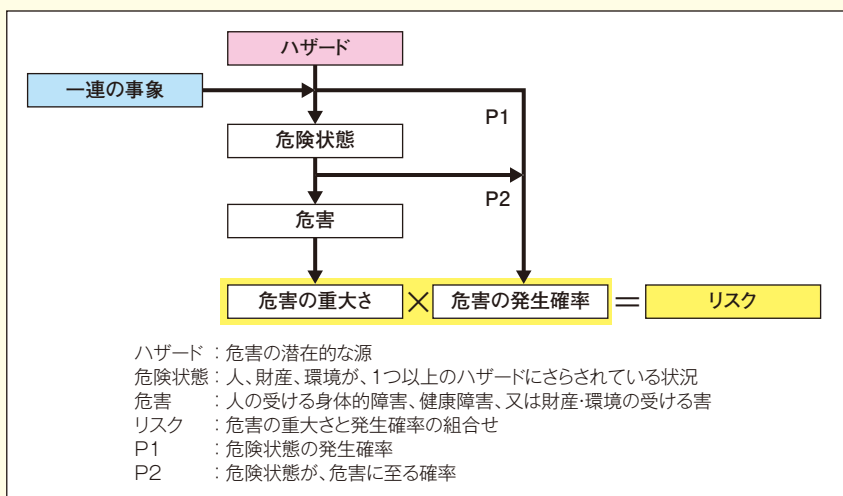 ハザード
一連の事象
P1
危険状態
P2
危害
危害の重大さ × 危害の発生確率 = リスク
ハザード:危害の潜在的な源
危険状態:人、財産、環境が、1つ以上のハザードにさらされている状況
危害:人の受ける身体的障害、健康障害、又は財産・環境の受ける害
リスク:危害の重大さと発生確率の組合せ
P1:危険状態の発生確率
P2:危険状態が、危害に至る確率